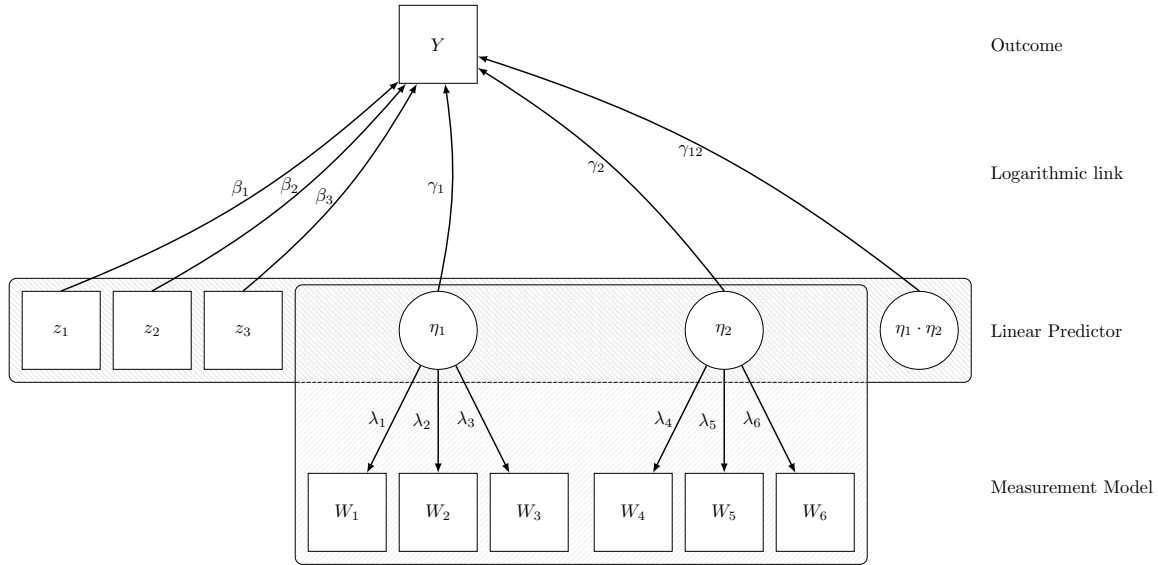 Y
Outcome
γ₁₂
γ₂
Logarithmic link
β₁
β₂
β₃
γ₁
z₁
z₂
z₃
η₁
η₂
η₁ · η₂
Linear Predictor
λ₁
λ₂
λ₃
λ₄
λ₅
λ₆
Measurement Model
W₁
W₂
W₃
W₄
W₅
W₆